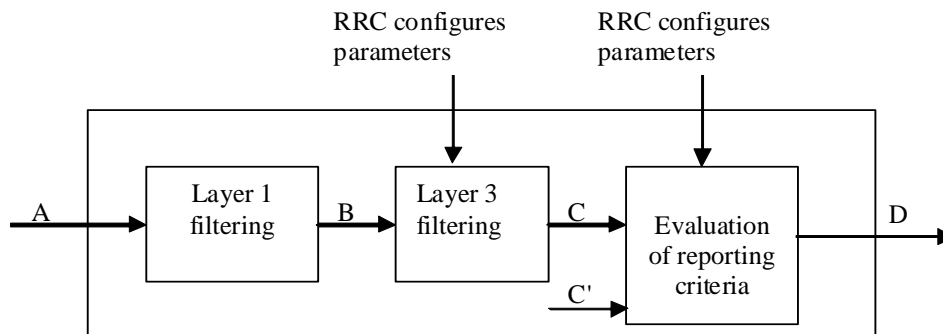 RRC configures
parameters
RRC configures
parameters
Layer 1
filtering
Layer 3
filtering
Evaluation
of reporting
criteria
A
B
C
C'
D